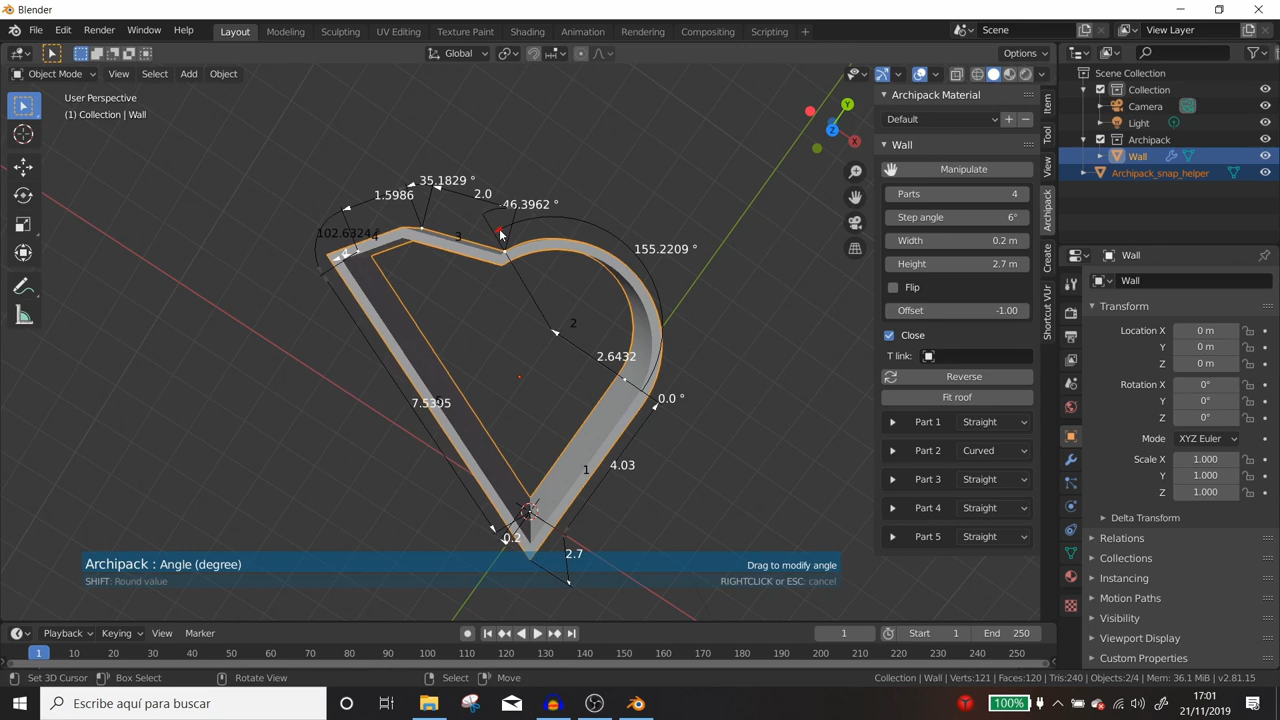 Blender
File Edit Render Window Help
Layout Modeling Sculpting UV Editing Texture Paint Shading Animation Rendering Compositing Scripting +
Scene
View Layer
Global
Options
Object Mode View Select Add Object
User Perspective
(1) Collection | Wall
Scene Collection
Collection
Camera
Light
Archipack
Wall
Archipack_snap_helper
Archipack Material
Default
Wall
Manipulate
Parts 4
Step angle 6°
Width 0.2 m
Height 2.7 m
Flip
Offset -1.00
Close
T link:
Reverse
Fit roof
Part 1 Straight
Part 2 Curved
Part 3 Straight
Part 4 Straight
Part 5 Straight
Item
Tool
View
Archipack
Create
Shortcut VUr
X
Y
Z
35.1829 °
1.5986
2.0
-46.3962 °
102.6324 °
4
3
155.2209 °
2
2.6432
0.0 °
7.5395
1
4.03
0.2
2.7
Archipack : Angle (degree)
Drag to modify angle
SHIFT: Round value
RIGHTCLICK or ESC: cancel
Wall
Wall
Transform
Location X 0 m
Y 0 m
Z 0 m
Rotation X 0°
Y 0°
Z 0°
Mode XYZ Euler
Scale X 1.000
Y 1.000
Z 1.000
Delta Transform
Relations
Collections
Instancing
Motion Paths
Visibility
Viewport Display
Custom Properties
Playback Keying View Marker
1
Start 1
End 250
1 10 20 30 40 50 60 70 80 90 100 110 120 130 140 150 160 170 180 190 200 210 220 230 240 250
Set 3D Cursor Box Select Rotate View Select Move
Collection | Wall | Verts:121 | Faces:120 | Tris:240 | Objects:2/4 | Mem: 36.1 MiB | v2.81.15
Escribe aquí para buscar
100%
17:01
21/11/2019